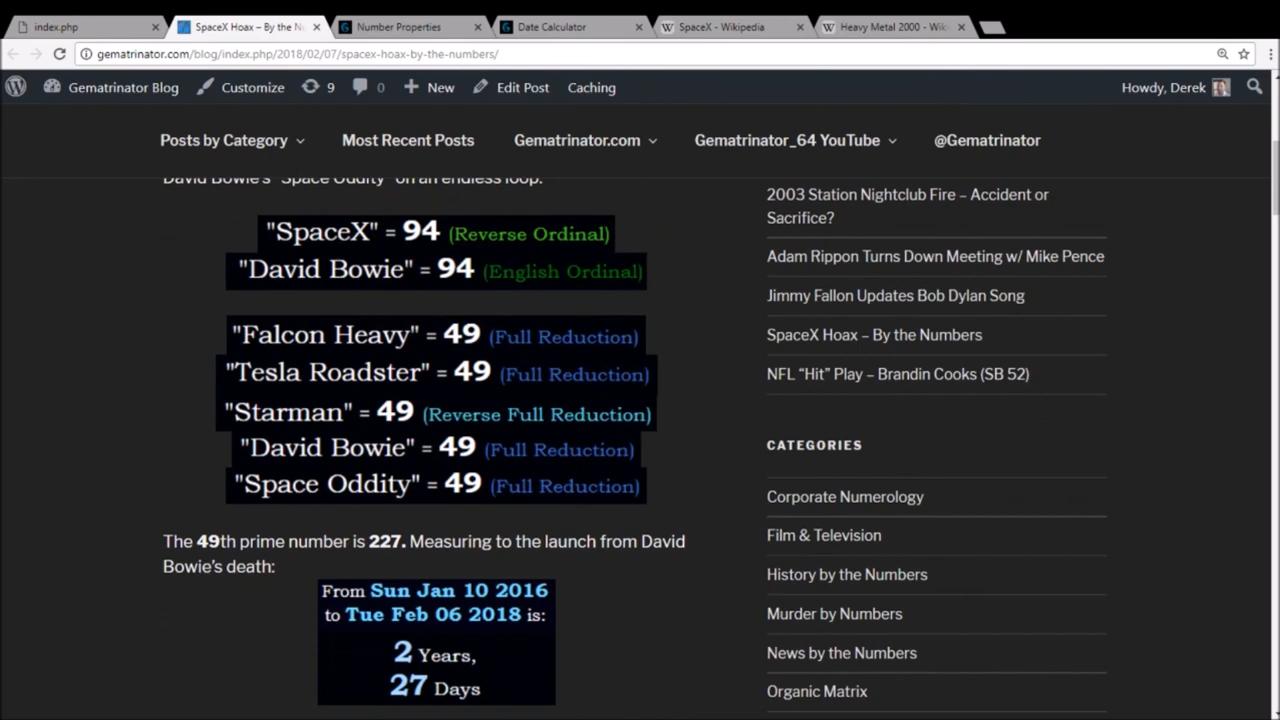 index.php
SpaceX Hoax – By the N
Number Properties
Date Calculator
SpaceX - Wikipedia
Heavy Metal 2000 - Wik
gematrinator.com/blog/index.php/2018/02/07/spacex-hoax-by-the-numbers/
Gematrinator Blog
Customize
9
0
New
Edit Post
Caching
Howdy, Derek
Posts by Category
Most Recent Posts
Gematrinator.com
Gematrinator_64 YouTube
@Gematrinator
David Bowie's "Space Oddity" on an endless loop.
"SpaceX" = 94 (Reverse Ordinal)
"David Bowie" = 94 (English Ordinal)
"Falcon Heavy" = 49 (Full Reduction)
"Tesla Roadster" = 49 (Full Reduction)
"Starman" = 49 (Reverse Full Reduction)
"David Bowie" = 49 (Full Reduction)
"Space Oddity" = 49 (Full Reduction)
The 49th prime number is 227. Measuring to the launch from David
Bowie's death:
From Sun Jan 10 2016
to Tue Feb 06 2018 is:
2 Years,
27 Days
2003 Station Nightclub Fire – Accident or
Sacrifice?
Adam Rippon Turns Down Meeting w/ Mike Pence
Jimmy Fallon Updates Bob Dylan Song
SpaceX Hoax – By the Numbers
NFL “Hit” Play – Brandin Cooks (SB 52)
CATEGORIES
Corporate Numerology
Film & Television
History by the Numbers
Murder by Numbers
News by the Numbers
Organic Matrix